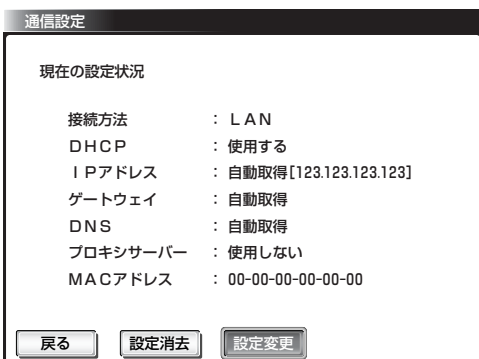 通信設定
現在の設定状況
接続方法 ： ＬＡＮ
ＤＨＣＰ ： 使用する
ＩＰアドレス ： 自動取得[123.123.123.123]
ゲートウェイ ： 自動取得
ＤＮＳ ： 自動取得
プロキシサーバー ： 使用しない
ＭＡＣアドレス ： 00-00-00-00-00-00
戻る 設定消去 設定変更